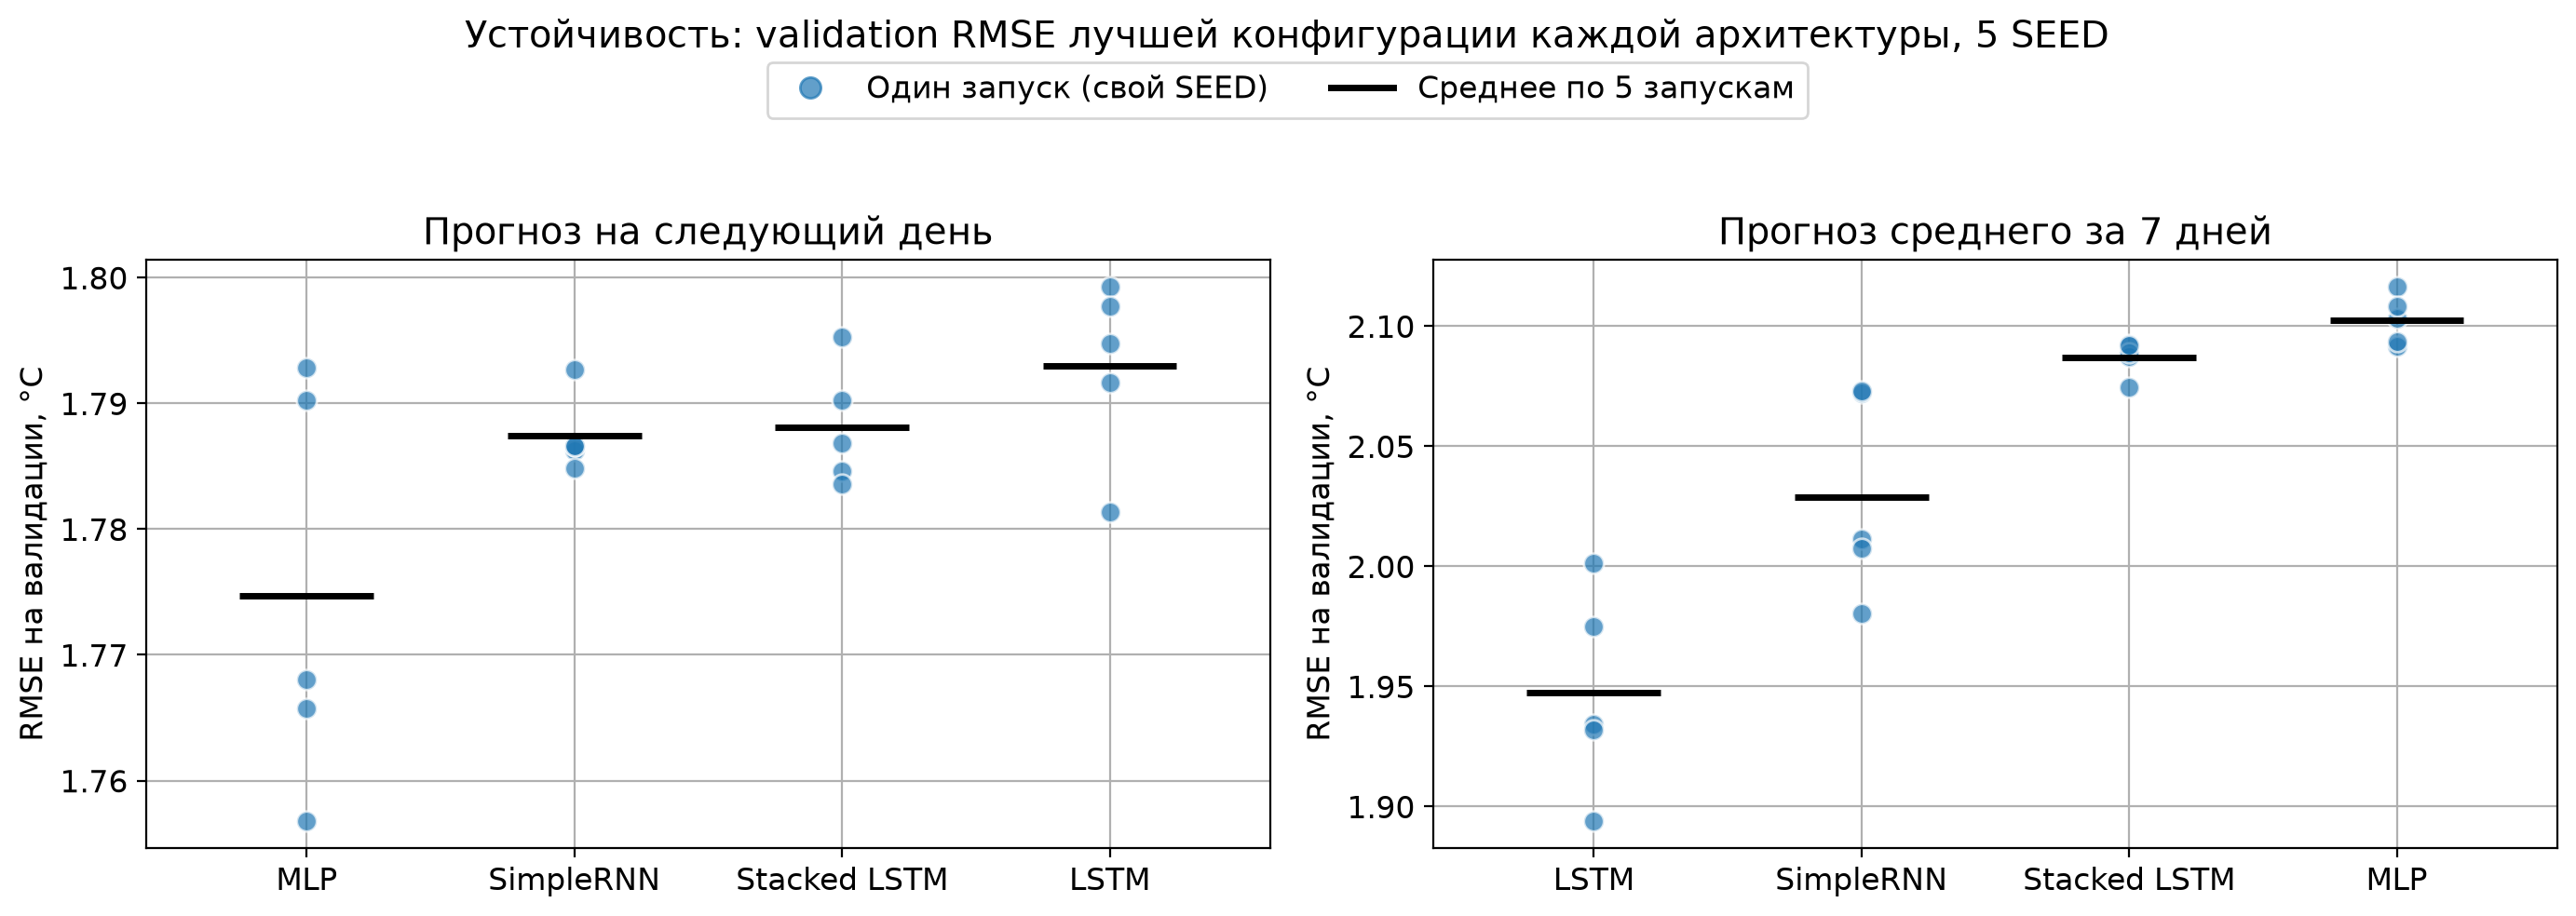 Устойчивость: validation RMSE лучшей конфигурации каждой архитектуры, 5 SEED
Один запуск (свой SEED)
Среднее по 5 запускам
Прогноз на следующий день
RMSE на валидации, °C
1.80
1.79
1.78
1.77
1.76
MLP
SimpleRNN
Stacked LSTM
LSTM
Прогноз среднего за 7 дней
RMSE на валидации, °C
2.10
2.05
2.00
1.95
1.90
LSTM
SimpleRNN
Stacked LSTM
MLP